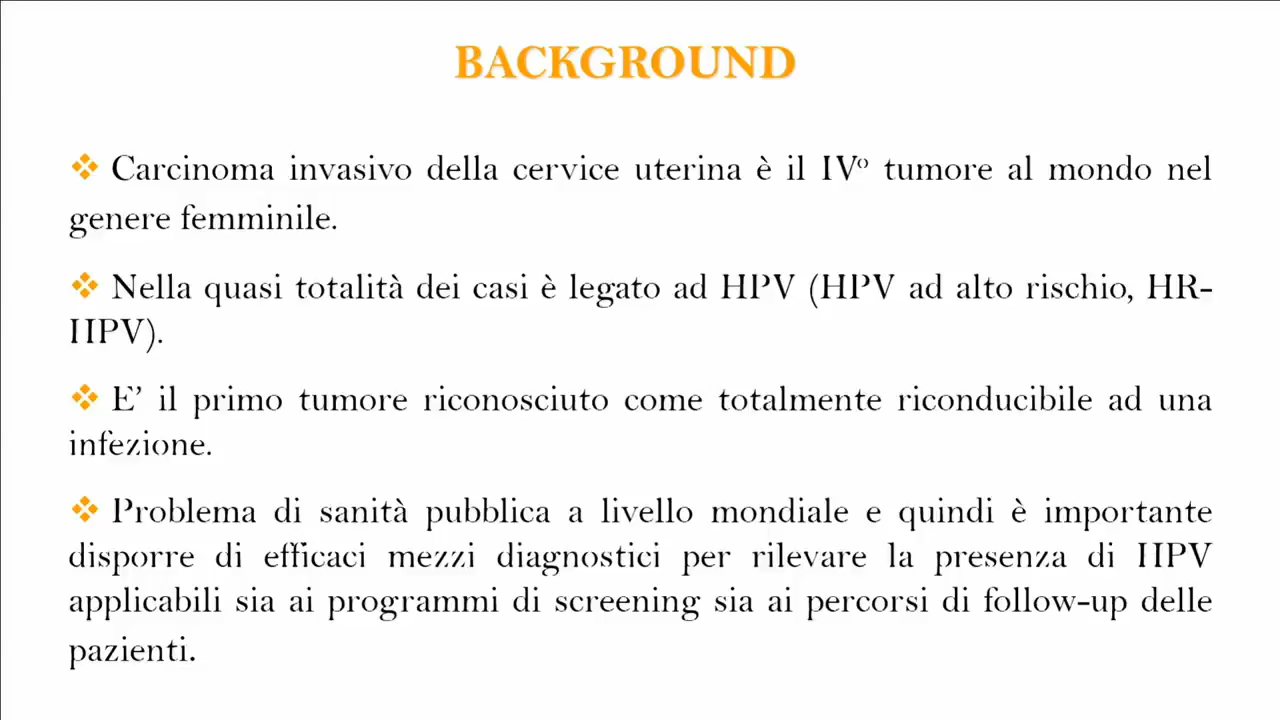 BACKGROUND
❖ Carcinoma invasivo della cervice uterina è il IVº tumore al mondo nel
genere femminile.
❖ Nella quasi totalità dei casi è legato ad HPV (HPV ad alto rischio, HR-
HPV).
❖ E’ il primo tumore riconosciuto come totalmente riconducibile ad una
infezione.
❖ Problema di sanità pubblica a livello mondiale e quindi è importante
disporre di efficaci mezzi diagnostici per rilevare la presenza di HPV
applicabili sia ai programmi di screening sia ai percorsi di follow-up delle
pazienti.